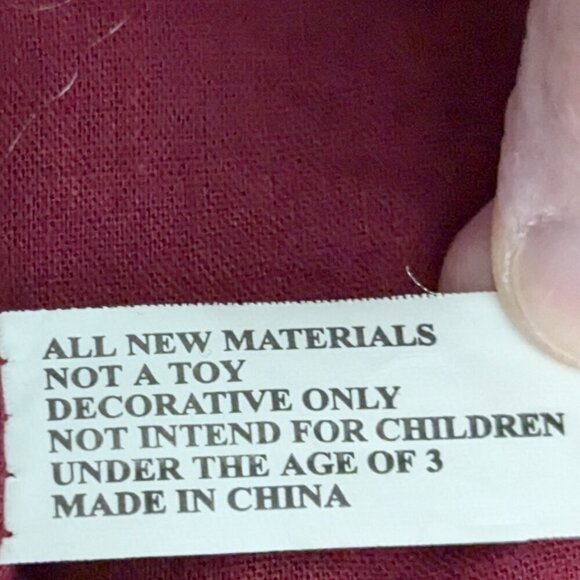 ALL NEW MATERIALS
NOT A TOY
DECORATIVE ONLY
NOT INTEND FOR CHILDREN
UNDER THE AGE OF 3
MADE IN CHINA